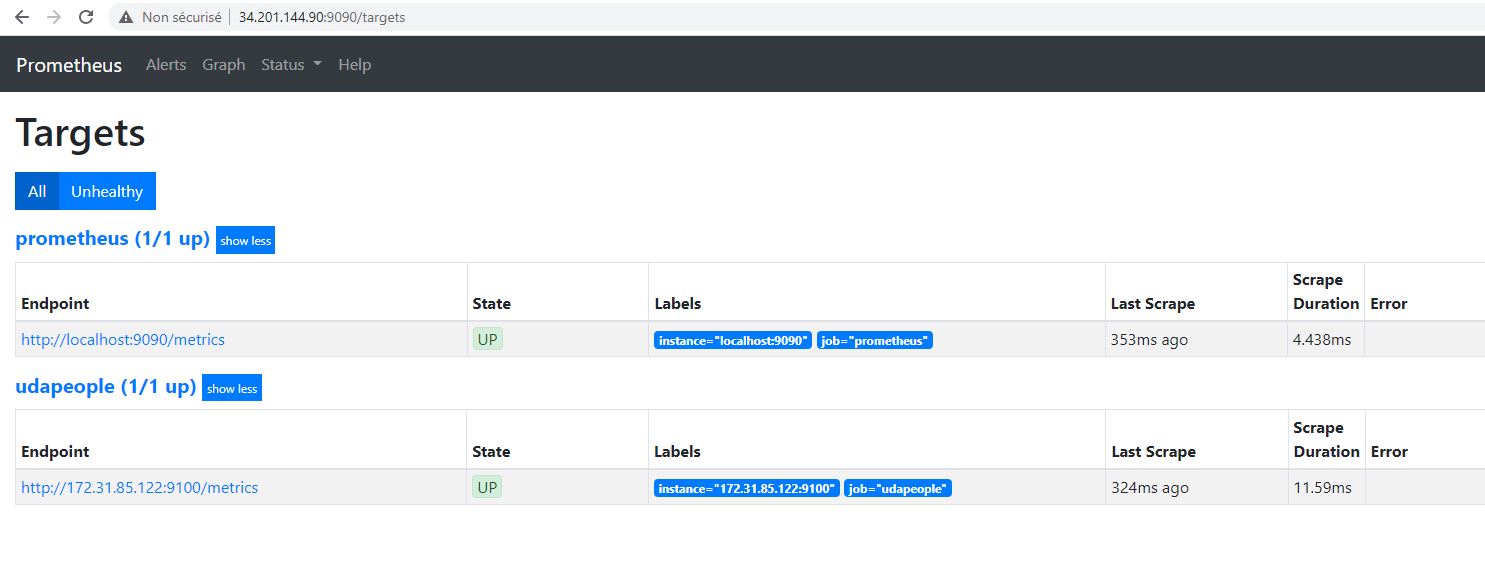 Non sécurisé 34.201.144.90:9090/targets
Prometheus Alerts Graph Status Help
Targets
All Unhealthy
prometheus (1/1 up) show less
Endpoint State Labels Last Scrape Scrape Duration Error
http://localhost:9090/metrics UP instance="localhost:9090" job="prometheus" 353ms ago 4.438ms
udapeople (1/1 up) show less
Endpoint State Labels Last Scrape Scrape Duration Error
http://172.31.85.122:9100/metrics UP instance="172.31.85.122:9100" job="udapeople" 324ms ago 11.59ms